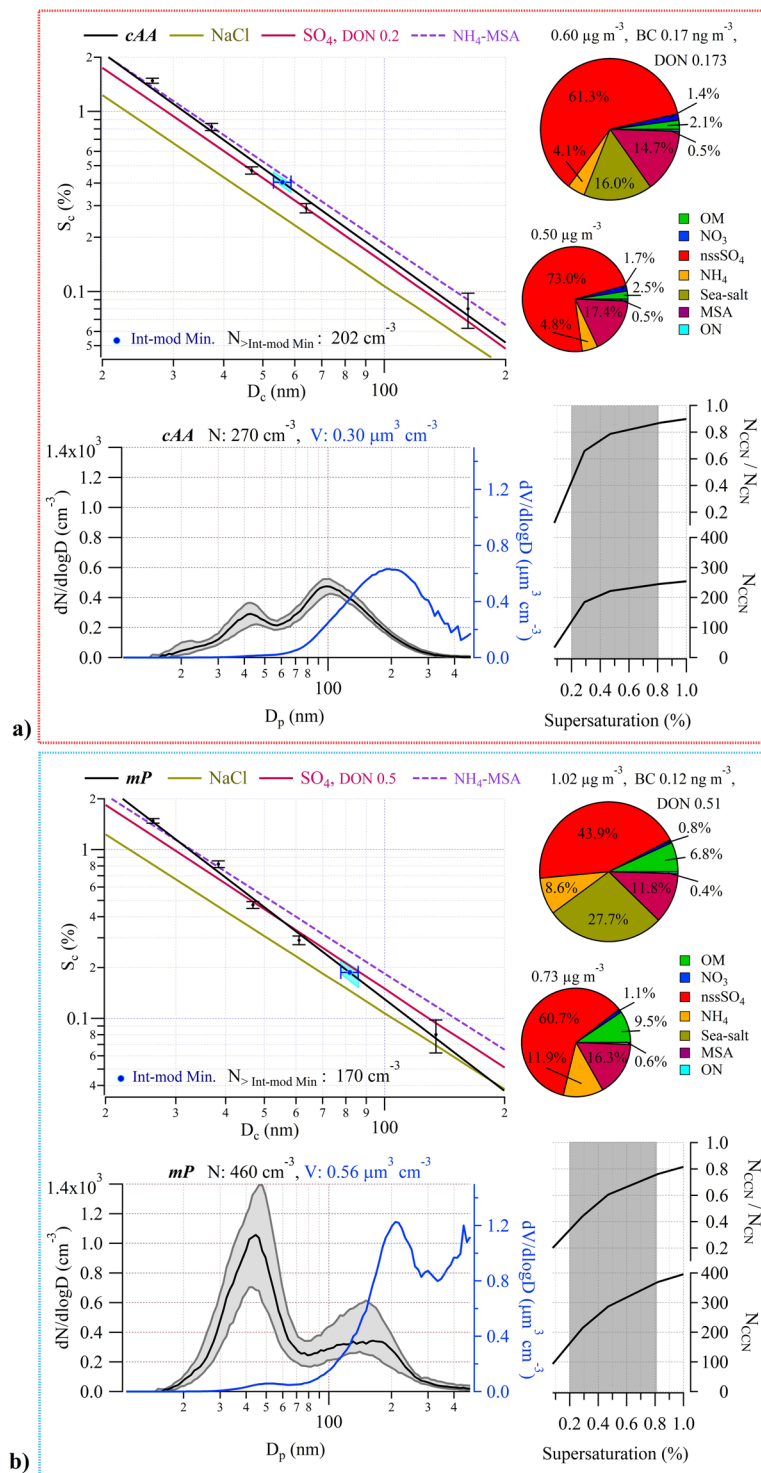 cAA NaCl SO4, DON 0.2 NH4-MSA
0.60 µg m-3, BC 0.17 ng m-3,
DON 0.173
61.3%
1.4%
2.1%
0.5%
14.7%
16.0%
4.1%
2
1
8
6
5
4
3
2
0.1
8
6
5
Sc (%)
Int-mod Min. N>Int-mod Min : 202 cm-3
2 3 4 5 6 7 8 9 100 2
Dc (nm)
0.50 µg m-3
73.0%
1.7%
2.5%
0.5%
17.4%
4.8%
OM
NO3
nssSO4
NH4
Sea-salt
MSA
ON
cAA N: 270 cm-3, V: 0.30 µm3 cm-3
1.4x10³
1.2
1.0
0.8
0.6
0.4
0.2
0.0
dN/dlogD (cm-3)
1.2
0.6
0.0
dV/dlogD (µm3 cm-3)
2 3 4 5 6 7 8 100 2 3 4
Dp (nm)
1.0
0.8
0.6
0.4
0.2
NCCN / NCN
400
300
200
100
0
NCCN
0.2 0.4 0.6 0.8 1.0
Supersaturation (%)
a)
mP NaCl SO4, DON 0.5 NH4-MSA
1.02 µg m-3, BC 0.12 ng m-3,
DON 0.51
43.9%
0.8%
6.8%
0.4%
11.8%
27.7%
8.6%
2
1
8
6
4
2
0.1
8
6
4
Sc (%)
Int-mod Min. N> Int-mod Min : 170 cm-3
2 3 4 5 6 7 8 9 100 2
Dc (nm)
0.73 µg m-3
60.7%
1.1%
9.5%
0.6%
16.3%
11.9%
OM
NO3
nssSO4
NH4
Sea-salt
MSA
ON
mP N: 460 cm-3, V: 0.56 µm3 cm-3
1.4x10³
1.2
1.0
0.8
0.6
0.4
0.2
0.0
dN/dlogD (cm-3)
1.2
0.6
0.0
dV/dlogD (µm3 cm-3)
2 3 4 5 6 7 8 100 2 3 4
Dp (nm)
1.0
0.8
0.6
0.4
0.2
NCCN / NCN
400
300
200
100
0
NCCN
0.2 0.4 0.6 0.8 1.0
Supersaturation (%)
b)